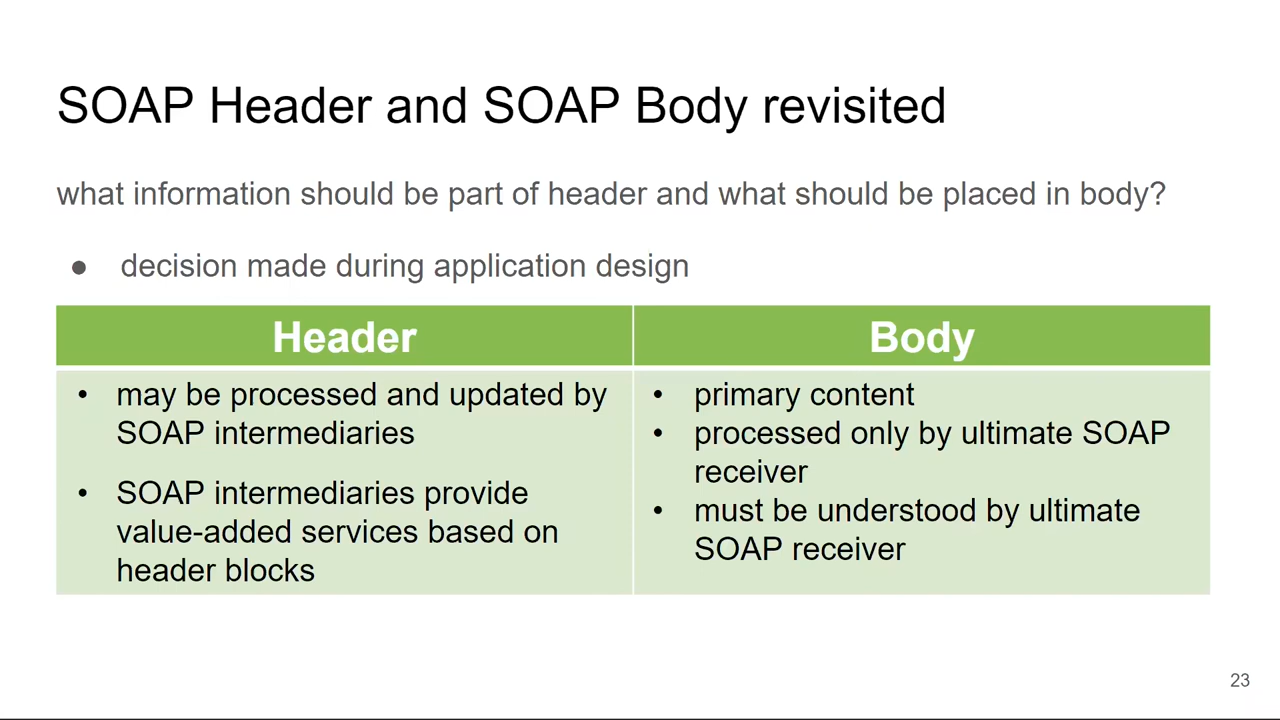 SOAP Header and SOAP Body revisited
what information should be part of header and what should be placed in body?
● decision made during application design
Header
• may be processed and updated by
SOAP intermediaries
• SOAP intermediaries provide
value-added services based on
header blocks
Body
• primary content
• processed only by ultimate SOAP
receiver
• must be understood by ultimate
SOAP receiver
23